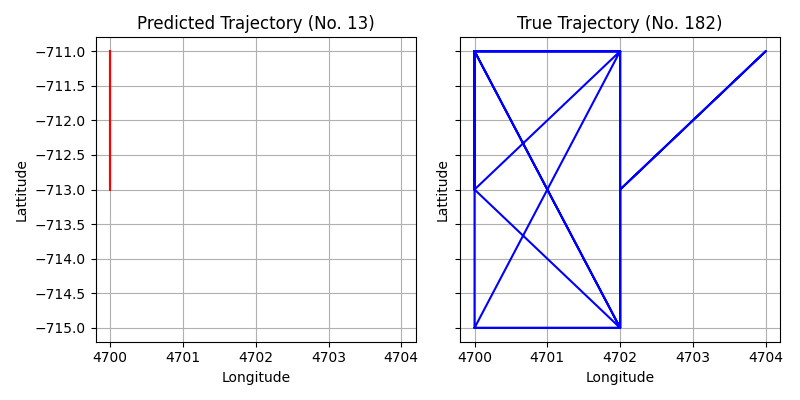 Predicted Trajectory (No. 13)
True Trajectory (No. 182)
−711.0
−711.5
−712.0
−712.5
−713.0
−713.5
−714.0
−714.5
−715.0
Lattitude
Lattitude
4700 4701 4702 4703 4704
4700 4701 4702 4703 4704
Longitude
Longitude